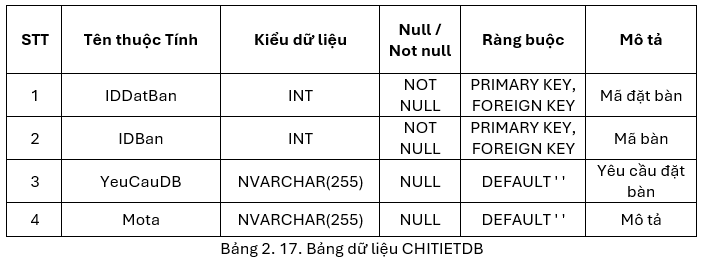 STT Tên thuộc Tính Kiểu dữ liệu Null / Not null Ràng buộc Mô tả
1 IDDatBan INT NOT NULL PRIMARY KEY, FOREIGN KEY Mã đặt bàn
2 IDBan INT NOT NULL PRIMARY KEY, FOREIGN KEY Mã bàn
3 YeuCauDB NVARCHAR(255) NULL DEFAULT ' ' Yêu cầu đặt bàn
4 Mota NVARCHAR(255) NULL DEFAULT ' ' Mô tả
Bảng 2. 17. Bảng dữ liệu CHITIETDB